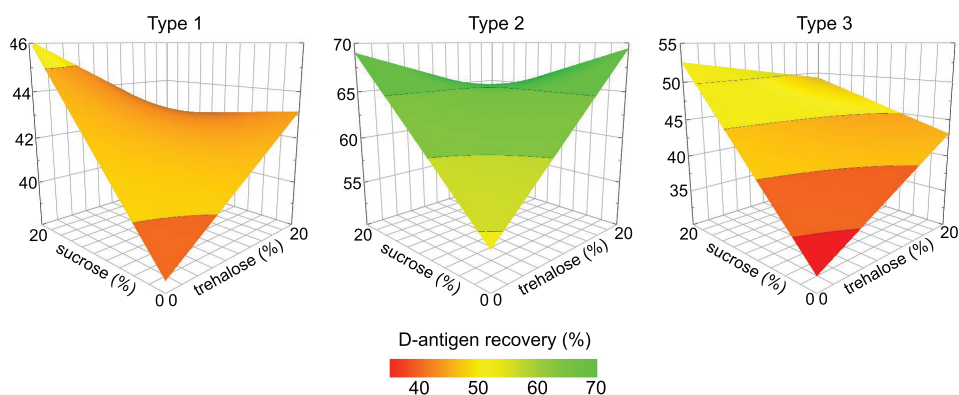 Type 1
Type 2
Type 3
46
44
42
40
20
sucrose (%)
0 0
trehalose (%)
20
70
65
60
55
20
sucrose (%)
0 0
trehalose (%)
20
55
50
45
40
35
20
sucrose (%)
0 0
trehalose (%)
20
D-antigen recovery (%)
40 50 60 70